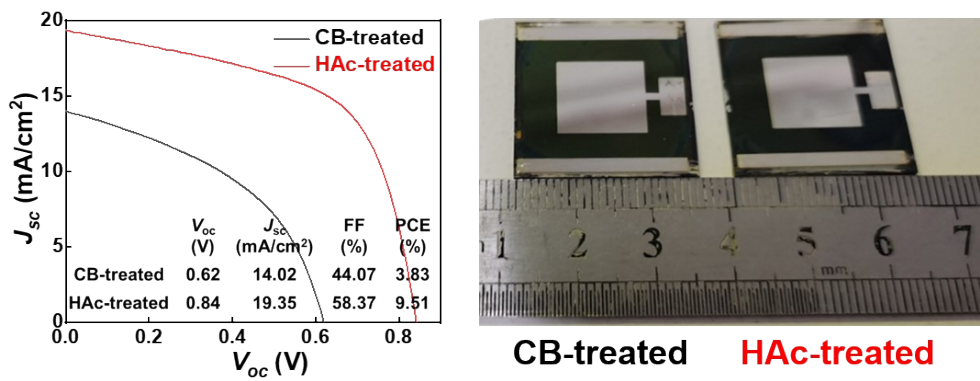 CB-treated
HAc-treated
20
15
10
5
0
J_sc (mA/cm²)
V_oc J_sc FF PCE
(V) (mA/cm²) (%) (%)
CB-treated 0.62 14.02 44.07 3.83
HAc-treated 0.84 19.35 58.37 9.51
0.0 0.2 0.4 0.6 0.8
V_oc (V)
1 2 3 4 5 6 7
mm
CB-treated HAc-treated